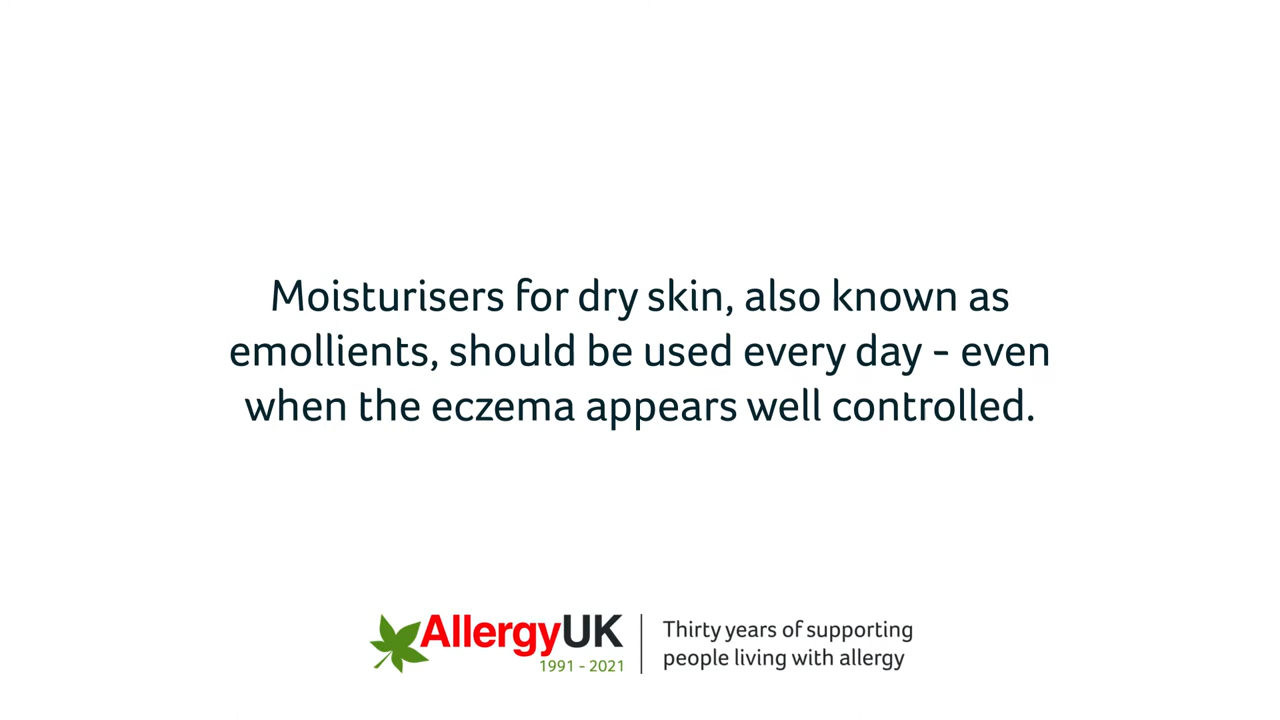 Moisturisers for dry skin, also known as
emollients, should be used every day - even
when the eczema appears well controlled.
AllergyUK
1991 - 2021
Thirty years of supporting
people living with allergy